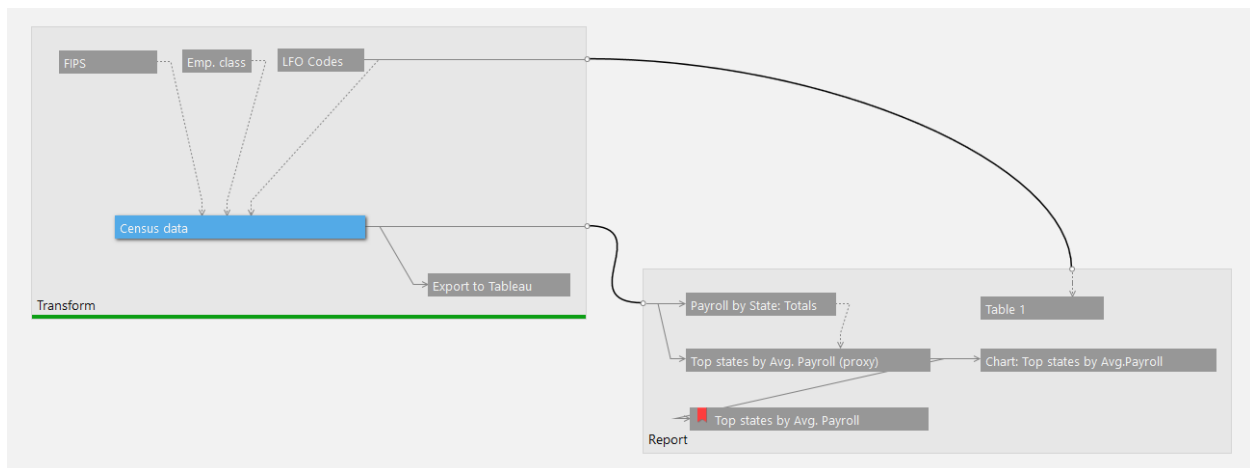 FIPS
Emp. class
LFO Codes
Census data
Export to Tableau
Transform
Payroll by State: Totals
Table 1
Top states by Avg. Payroll (proxy)
Chart: Top states by Avg.Payroll
Top states by Avg. Payroll
Report